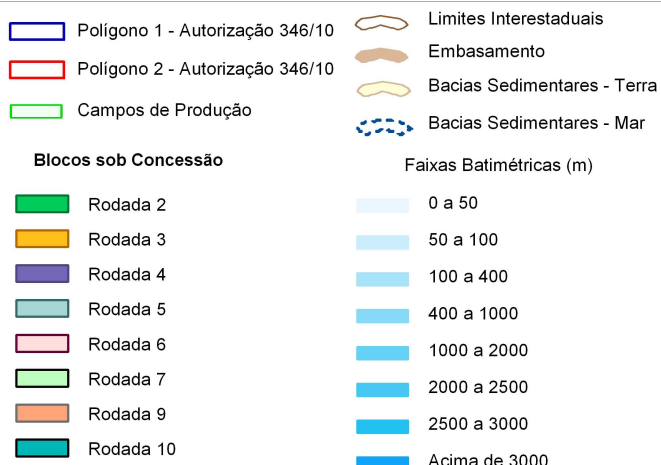 Polígono 1 - Autorização 346/10
Polígono 2 - Autorização 346/10
Campos de Produção
Blocos sob Concessão
Rodada 2
Rodada 3
Rodada 4
Rodada 5
Rodada 6
Rodada 7
Rodada 9
Rodada 10
Limites Interestaduais
Embasamento
Bacias Sedimentares - Terra
Bacias Sedimentares - Mar
Faixas Batimétricas (m)
0 a 50
50 a 100
100 a 400
400 a 1000
1000 a 2000
2000 a 2500
2500 a 3000
Acima de 3000